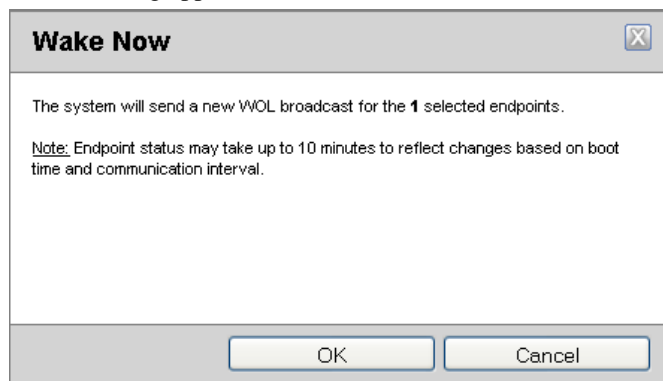 Wake Now
X
The system will send a new WOL broadcast for the 1 selected endpoints.
Note: Endpoint status may take up to 10 minutes to reflect changes based on boot
time and communication interval.
OK Cancel